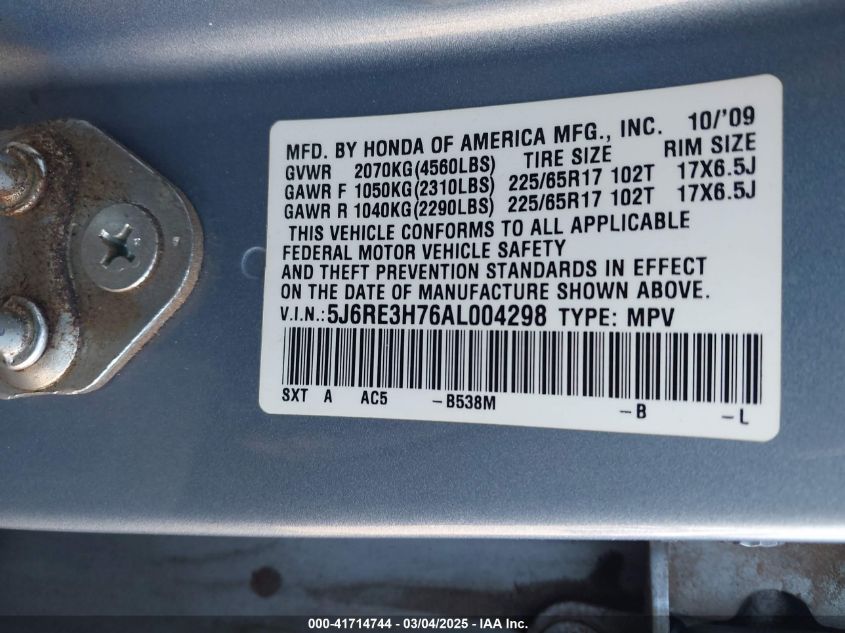 MFD. BY HONDA OF AMERICA MFG., INC. 10/'09
GVWR 2070KG(4560LBS) TIRE SIZE RIM SIZE
GAWR F 1050KG(2310LBS) 225/65R17 102T 17X6.5J
GAWR R 1040KG(2290LBS) 225/65R17 102T 17X6.5J
THIS VEHICLE CONFORMS TO ALL APPLICABLE
FEDERAL MOTOR VEHICLE SAFETY
AND THEFT PREVENTION STANDARDS IN EFFECT
ON THE DATE OF MANUFACTURE SHOWN ABOVE.
V.I.N.: 5J6RE3H76AL004298 TYPE: MPV
SXT A AC5 -B538M -B -L
000-41714744 — 03/04/2025 — IAA Inc.